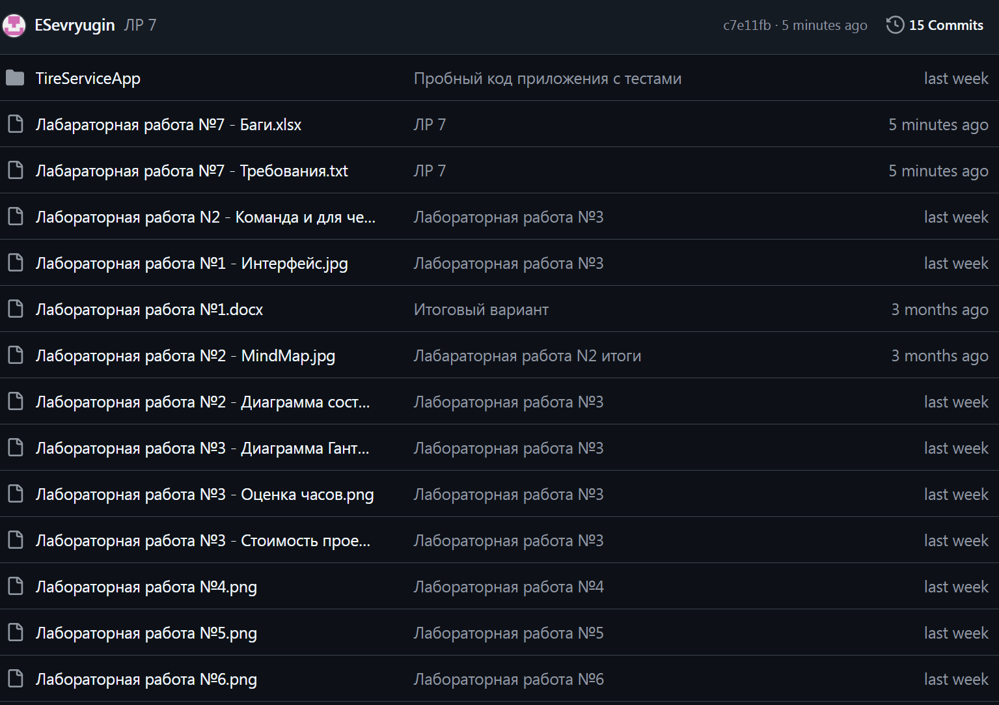 ESevryugin ЛР 7 c7e11fb · 5 minutes ago 15 Commits
TireServiceApp Пробный код приложения с тестами last week
Лабараторная работа №7 - Баги.xlsx ЛР 7 5 minutes ago
Лабараторная работа №7 - Требования.txt ЛР 7 5 minutes ago
Лабораторная работа N2 - Команда и для че... Лабораторная работа №3 last week
Лабораторная работа №1 - Интерфейс.jpg Лабораторная работа №3 last week
Лабораторная работа №1.docx Итоговый вариант 3 months ago
Лабораторная работа №2 - MindMap.jpg Лабараторная работа N2 итоги 3 months ago
Лабораторная работа №2 - Диаграмма сост... Лабораторная работа №3 last week
Лабораторная работа №3 - Диаграмма Гант... Лабораторная работа №3 last week
Лабораторная работа №3 - Оценка часов.png Лабораторная работа №3 last week
Лабораторная работа №3 - Стоимость прое... Лабораторная работа №3 last week
Лабораторная работа №4.png Лабораторная работа №4 last week
Лабораторная работа №5.png Лабораторная работа №5 last week
Лабораторная работа №6.png Лабораторная работа №6 last week